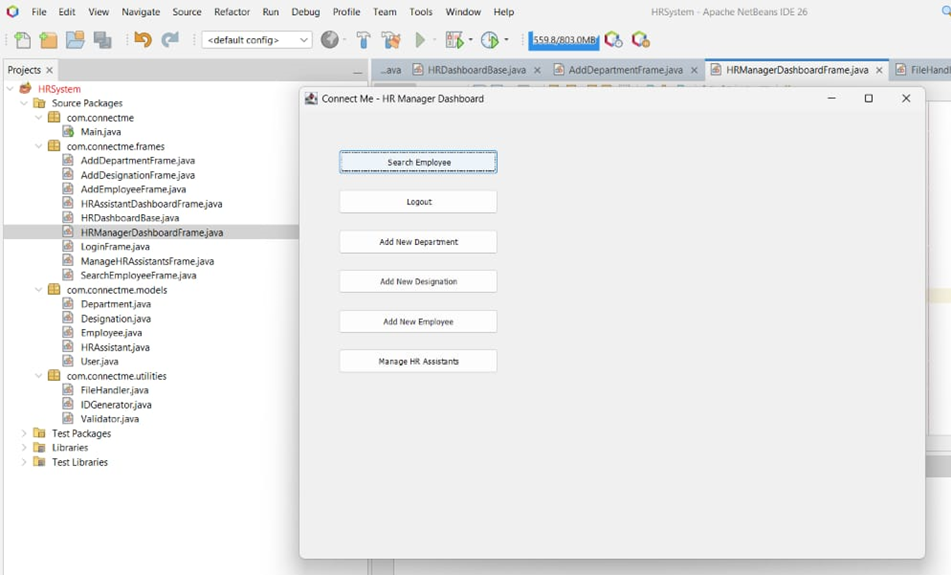 File Edit View Navigate Source Refactor Run Debug Profile Team Tools Window Help HRSystem - Apache NetBeans IDE 26
<default config> 559.8/803.0MB
Projects ...ava HRDashboardBase.java AddDepartmentFrame.java HRManagerDashboardFrame.java FileHandl
HRSystem
Source Packages
com.connectme
Main.java
com.connectme.frames
AddDepartmentFrame.java
AddDesignationFrame.java
AddEmployeeFrame.java
HRAssistantDashboardFrame.java
HRDashboardBase.java
HRManagerDashboardFrame.java
LoginFrame.java
ManageHRAssistantsFrame.java
SearchEmployeeFrame.java
com.connectme.models
Department.java
Designation.java
Employee.java
HRAssistant.java
User.java
com.connectme.utilities
FileHandler.java
IDGenerator.java
Validator.java
Test Packages
Libraries
Test Libraries
Connect Me - HR Manager Dashboard
Search Employee
Logout
Add New Department
Add New Designation
Add New Employee
Manage HR Assistants